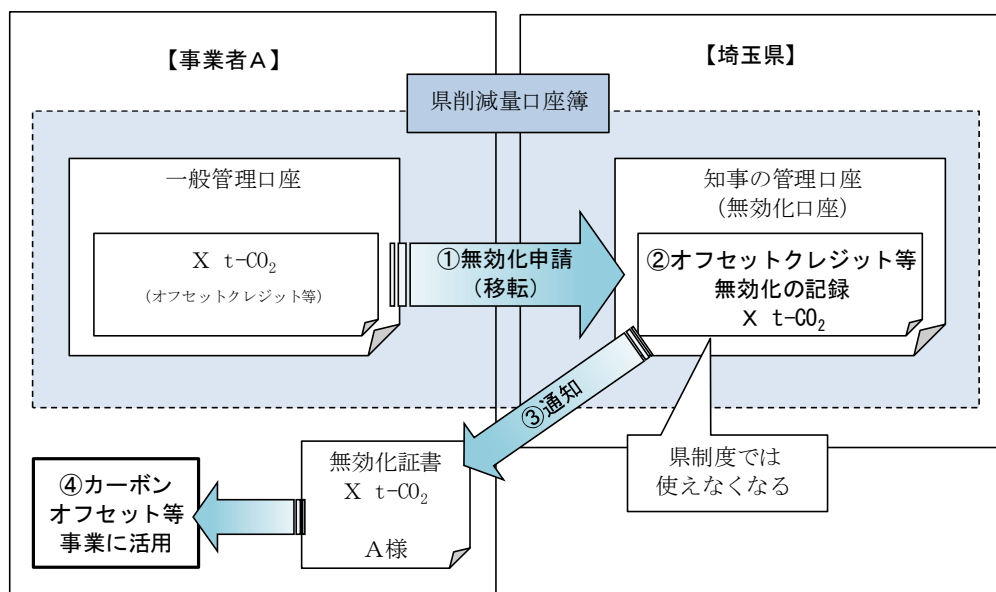 【事業者A】
【埼玉県】
県削減量口座簿
一般管理口座
X t-CO₂
(オフセットクレジット等)
①無効化申請
(移転)
知事の管理口座
(無効化口座)
②オフセットクレジット等
無効化の記録
X t-CO₂
③通知
無効化証書
X t-CO₂
A様
県制度では
使えなくなる
④カーボン
オフセット等
事業に活用